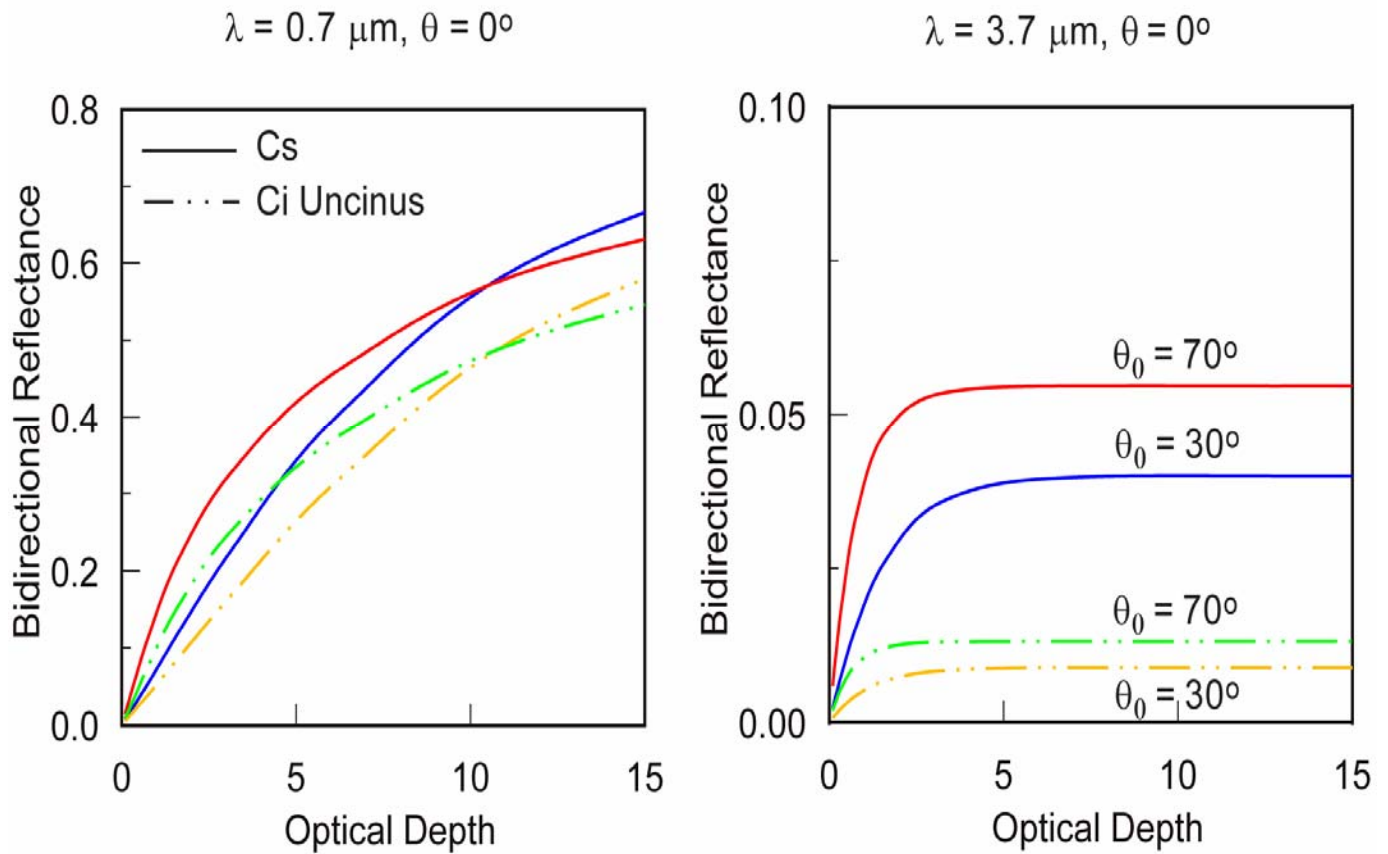 λ = 0.7 μm, θ = 0º
0.8
0.6
0.4
0.2
0.0
Bidirectional Reflectance
Cs
Ci Uncinus
0
5
10
15
Optical Depth
λ = 3.7 μm, θ = 0º
0.10
0.05
0.00
Bidirectional Reflectance
θ₀ = 70º
θ₀ = 30º
θ₀ = 70º
θ₀ = 30º
0
5
10
15
Optical Depth